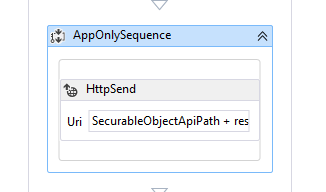 AppOnlySequence
HttpSend
Uri SecurableObjectApiPath + res